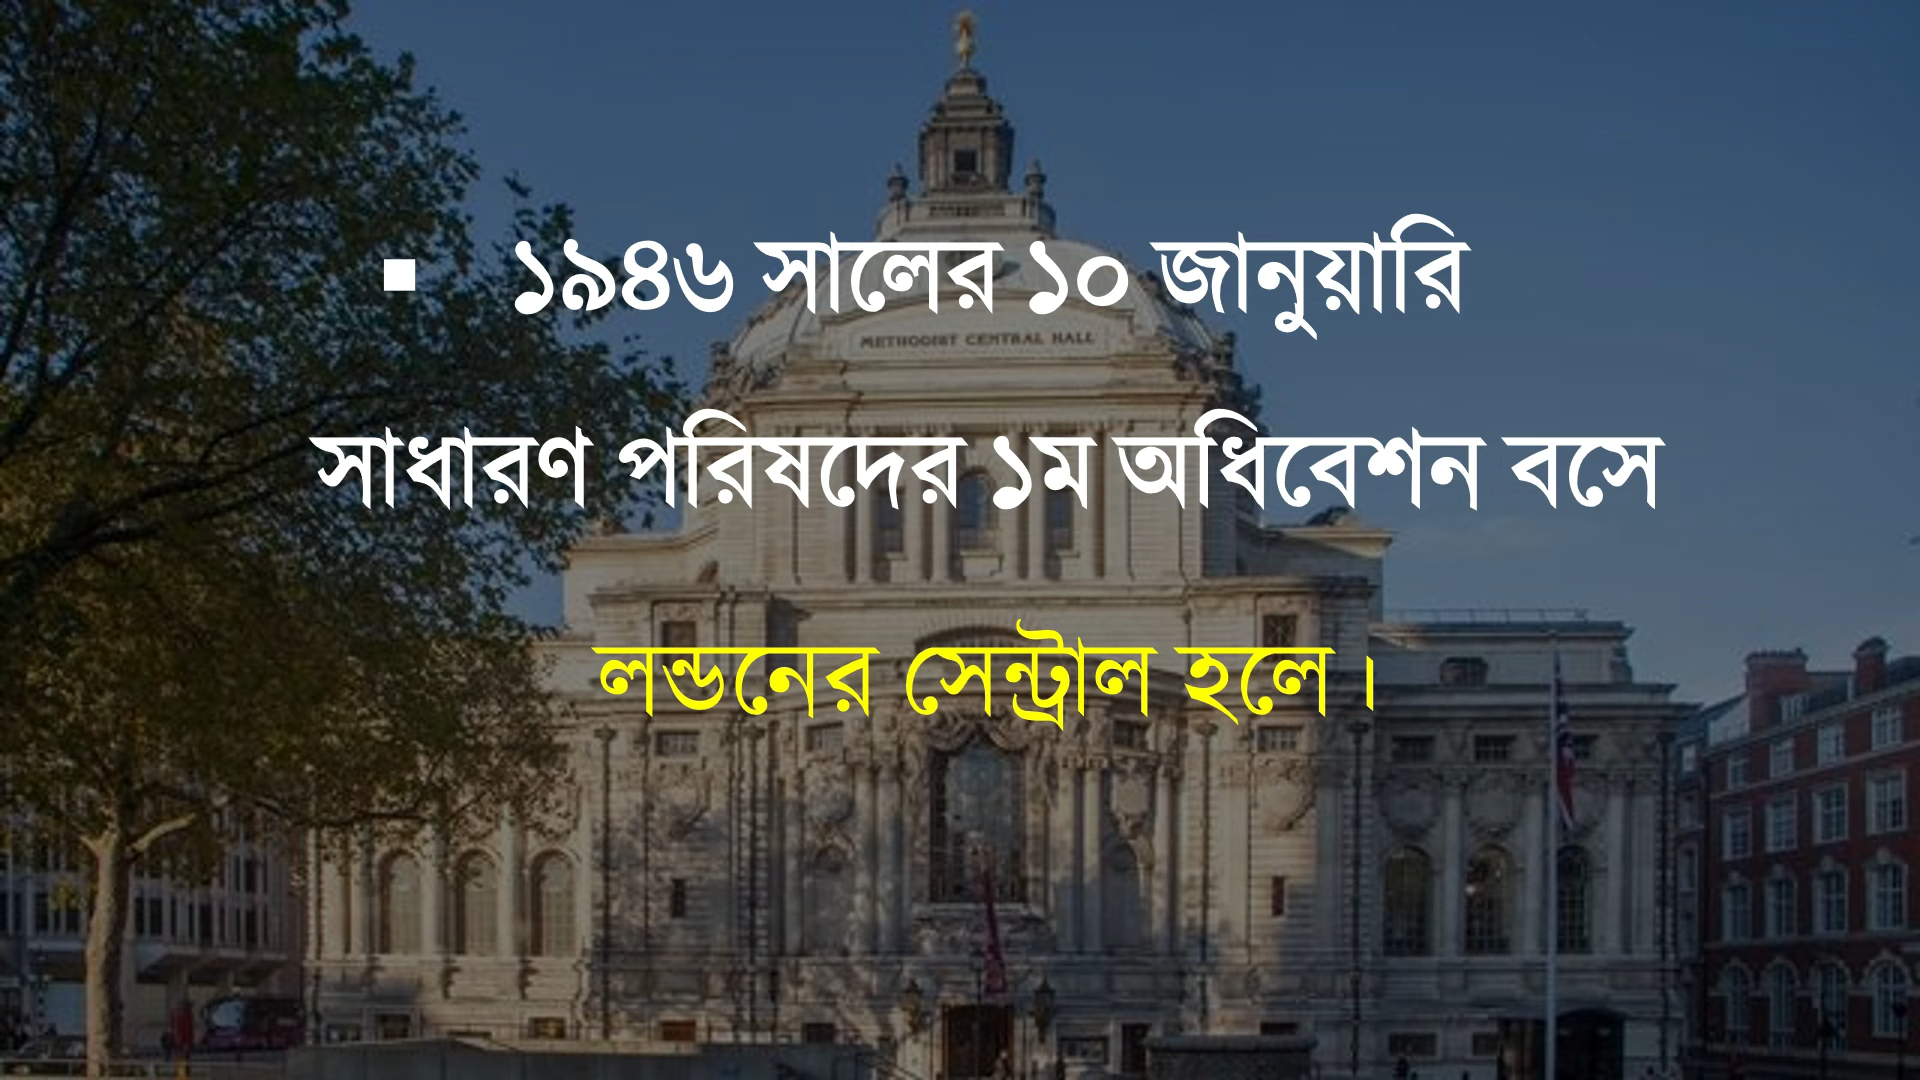 ▪ ১৯৪৬ সালের ১০ জানুয়ারি
METHODIST CENTRAL HALL
সাধারণ পরিষদের ১ম অধিবেশন বসে
লন্ডনের সেন্ট্রাল হলে।